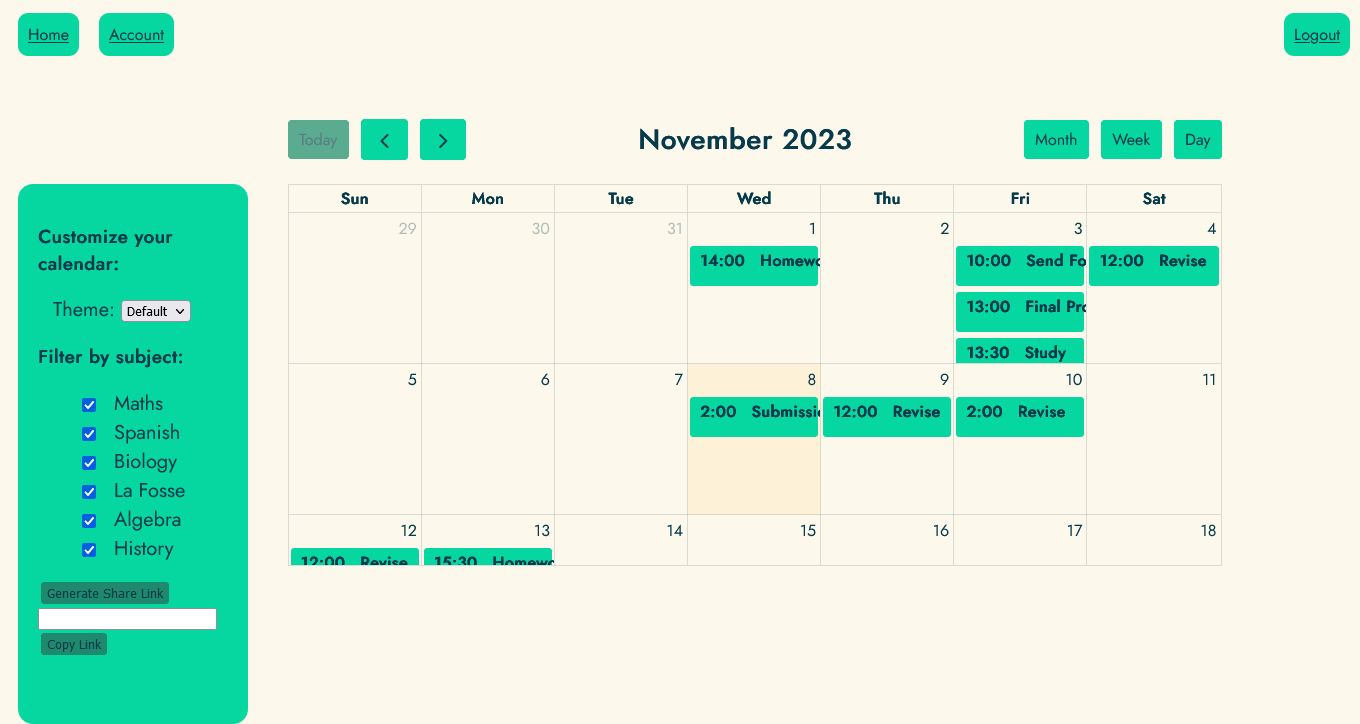 Home Account Logout
Today November 2023 Month Week Day
Customize your
calendar:
Theme: Default
Filter by subject:
Maths
Spanish
Biology
La Fosse
Algebra
History
Generate Share Link
Copy Link
Sun Mon Tue Wed Thu Fri Sat
29 30 31 1 2 3 4
14:00 Homewo 10:00 Send Fo 12:00 Revise
13:00 Final Pro
13:30 Study
5 6 7 8 9 10 11
2:00 Submissio 12:00 Revise 2:00 Revise
12 13 14 15 16 17 18
12:00 Revise 15:30 Homewo